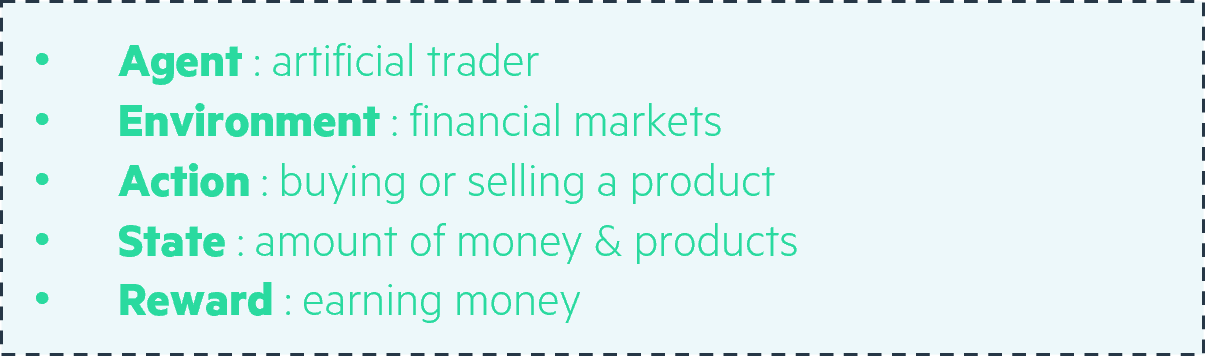 • Agent : artificial trader
• Environment : financial markets
• Action : buying or selling a product
• State : amount of money & products
• Reward : earning money